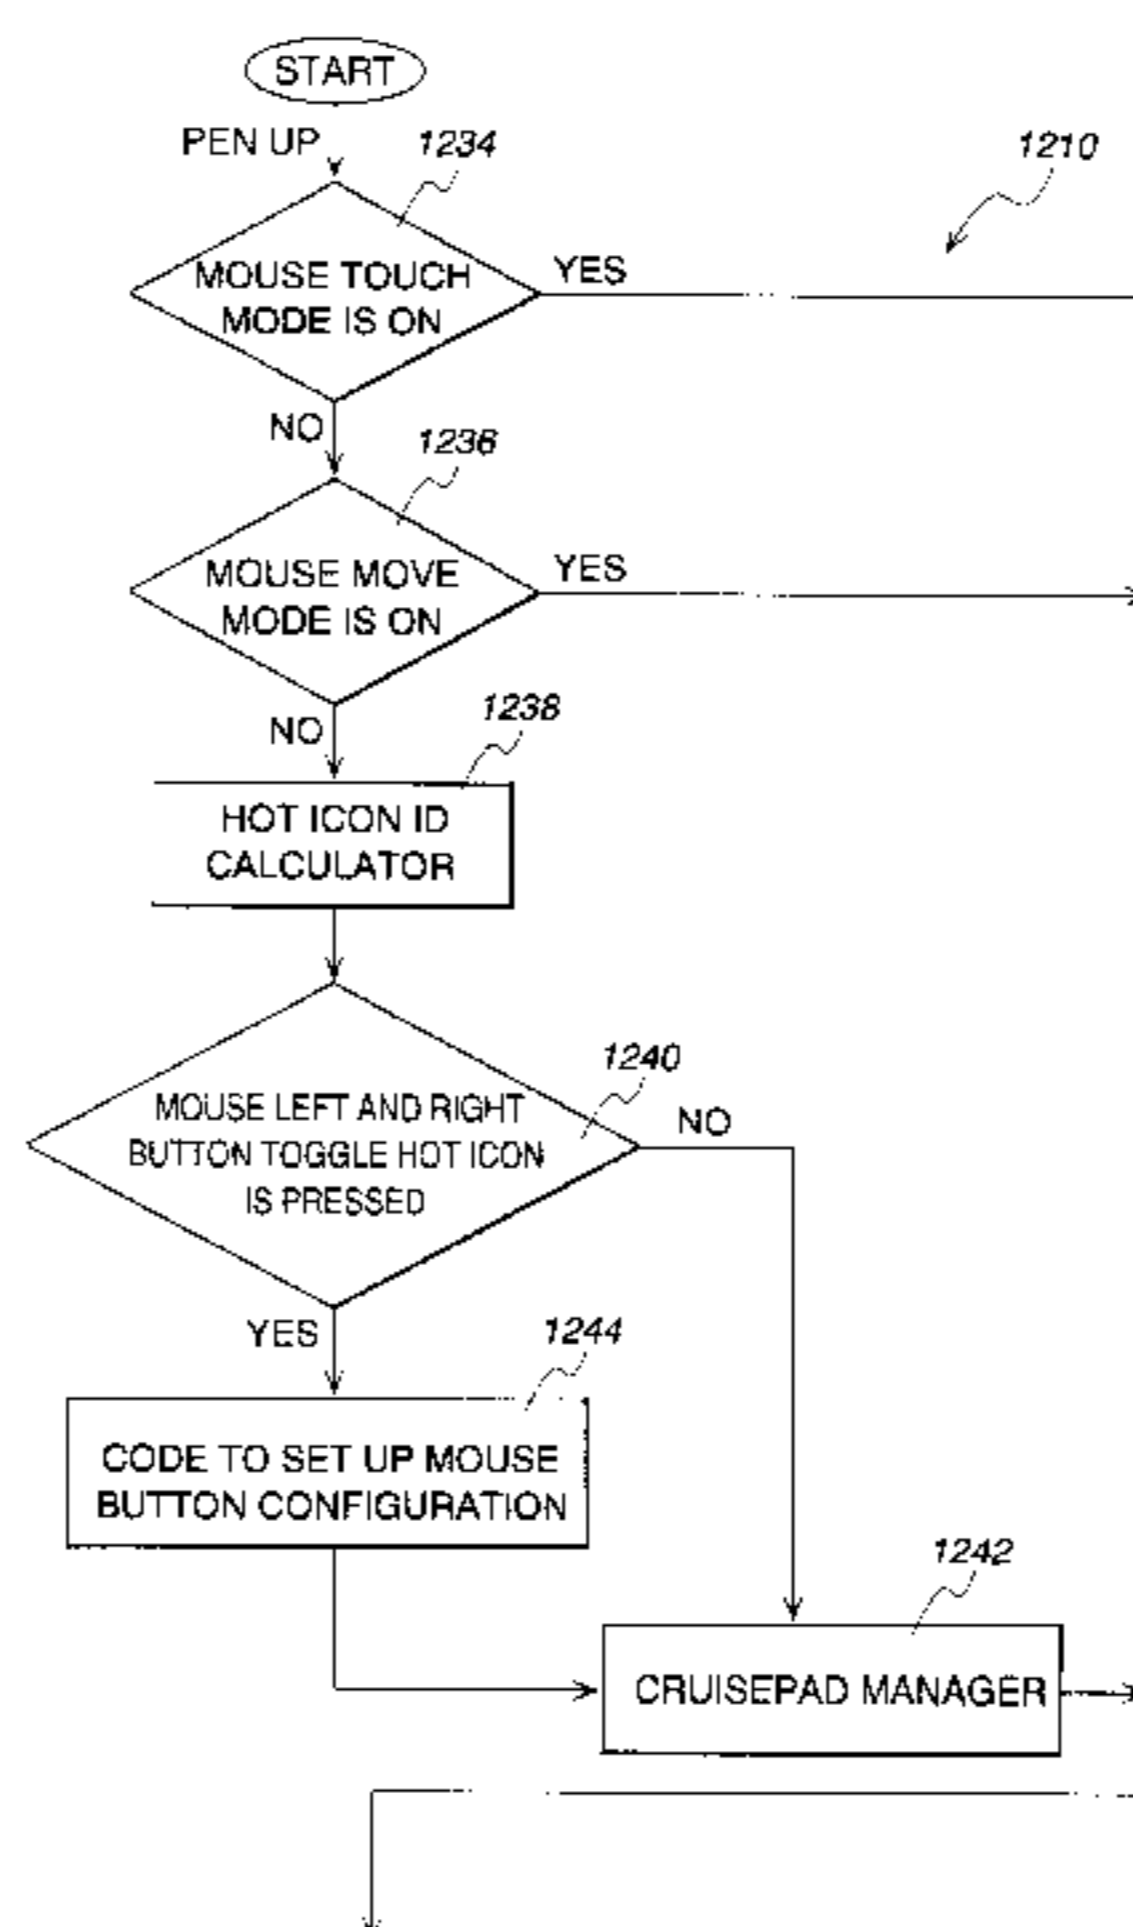 START
PEN UP
1234
1210
MOUSE TOUCH
MODE IS ON
YES
NO
1236
MOUSE MOVE
MODE IS ON
YES
NO
1238
HOT ICON ID
CALCULATOR
1240
MOUSE LEFT AND RIGHT
BUTTON TOGGLE HOT ICON
IS PRESSED
NO
YES
1244
CODE TO SET UP MOUSE
BUTTON CONFIGURATION
1242
CRUISEPAD MANAGER